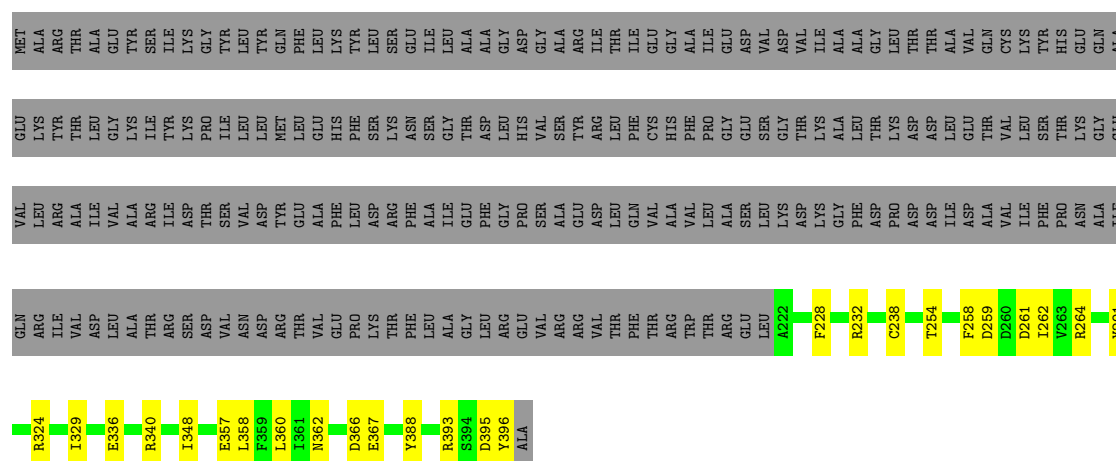 MET ALA ARG THR ALA GLU TYR SER ILE LYS GLY TYR LEU TYR GLN PHE LEU LYS TYR LEU SER GLU ILE LEU ALA ALA GLY ASP GLY ALA ARG ILE THR ILE GLU GLY ALA ILE GLU ASP VAL ASP VAL ILE ALA ALA GLY LEU THR THR ALA VAL GLN CYS LYS TYR HIS GLU GLN
GLU LYS TYR THR LEU GLY LYS ILE TYR LYS PRO ILE LEU LEU MET LEU GLU HIS PHE SER LYS ASN SER GLY THR ASP LEU HIS VAL SER TYR ARG LEU PHE CYS HIS PHE PRO GLY GLU SER GLY THR LYS ALA LEU THR LYS ASP ASP LEU GLU THR VAL LEU SER THR LYS GLY
VAL LEU ARG ALA ILE VAL ALA ARG ILE ASP THR SER VAL ASP TYR GLU ALA PHE LEU ASP ARG PHE ALA ILE GLU PHE GLY PRO SER ALA GLU ASP LEU GLN VAL ALA VAL LEU ALA SER LEU LYS ASP LYS GLY PHE ASP PRO ASP ASP ILE ASP ALA VAL ILE PHE PRO ASN ALA
GLN ARG ILE VAL ASP LEU ALA THR ARG SER ASP VAL ASN ASP ARG THR VAL GLU PRO LYS THR PHE LEU ALA GLY LEU ARG GLU VAL ARG ARG VAL THR PHE THR ARG TRP THR ARG GLU LEU A222 F228 R232 C238 T254 F258 D259 D260 D261 I262 V263 R264
R324 I329 E336 R340 I348 E357 L358 F359 L360 I361 N362 D366 E367 Y388 R393 S394 D395 Y396 ALA